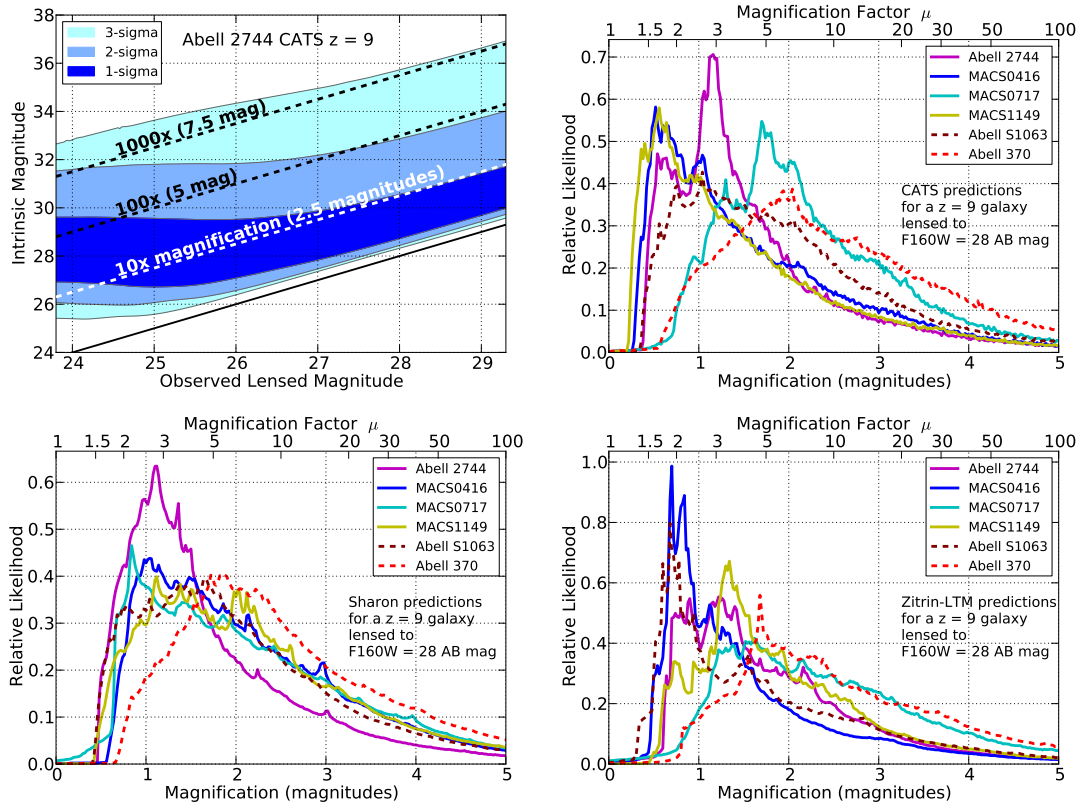 3-sigma
2-sigma
1-sigma
Abell 2744 CATS z = 9
1000x (7.5 mag)
100x (5 mag)
10x magnification (2.5 magnitudes)
Intrinsic Magnitude
38
36
34
32
30
28
26
24
24 25 26 27 28 29
Observed Lensed Magnitude
Magnification Factor μ
1 1.5 2 3 5 10 20 30 50 100
Relative Likelihood
0.7
0.6
0.5
0.4
0.3
0.2
0.1
0.0
Abell 2744
MACS0416
MACS0717
MACS1149
Abell S1063
Abell 370
CATS predictions
for a z = 9 galaxy
lensed to
F160W = 28 AB mag
0 1 2 3 4 5
Magnification (magnitudes)
Magnification Factor μ
1 1.5 2 3 5 10 20 30 50 100
Relative Likelihood
0.6
0.5
0.4
0.3
0.2
0.1
0.0
Abell 2744
MACS0416
MACS0717
MACS1149
Abell S1063
Abell 370
Sharon predictions
for a z = 9 galaxy
lensed to
F160W = 28 AB mag
0 1 2 3 4 5
Magnification (magnitudes)
Magnification Factor μ
1 1.5 2 3 5 10 20 30 50 100
Relative Likelihood
1.0
0.8
0.6
0.4
0.2
0.0
Abell 2744
MACS0416
MACS0717
MACS1149
Abell S1063
Abell 370
Zitrin-LTM predictions
for a z = 9 galaxy
lensed to
F160W = 28 AB mag
0 1 2 3 4 5
Magnification (magnitudes)